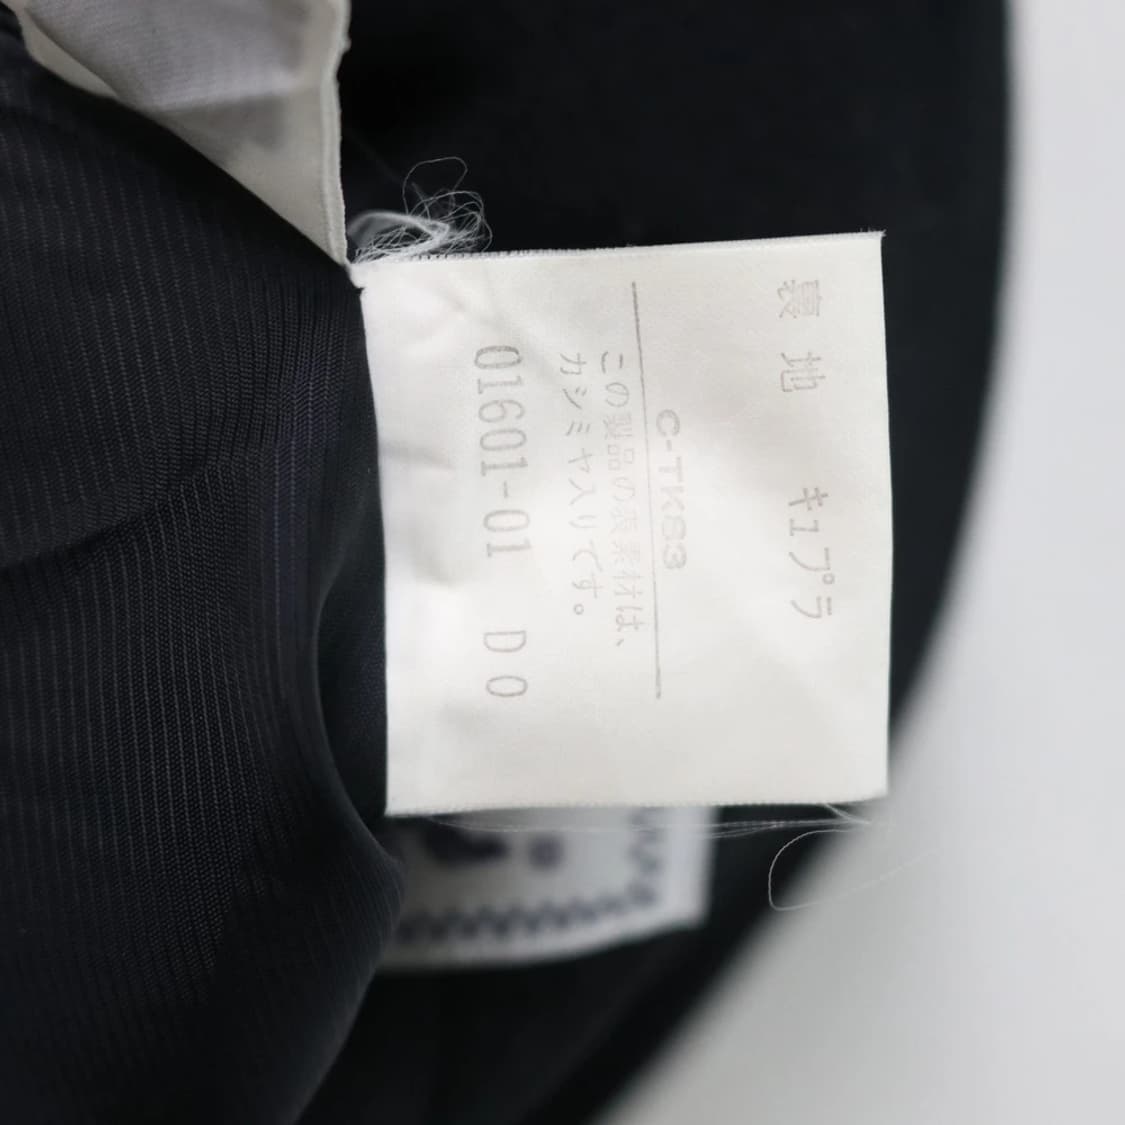 裏地 キュプラ
C-TKS3
この製品の表素材は、
カシミヤ入りです。
01601-01 D0